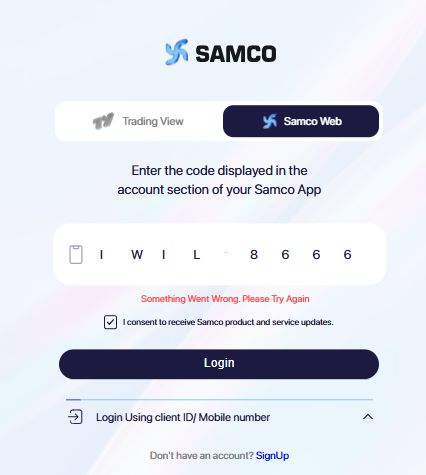 SAMCO
Trading View
Samco Web
Enter the code displayed in the
account section of your Samco App
I W I L - 8 6 6 6
Something Went Wrong. Please Try Again
I consent to receive Samco product and service updates.
Login
Login Using client ID/ Mobile number
Don't have an account? SignUp